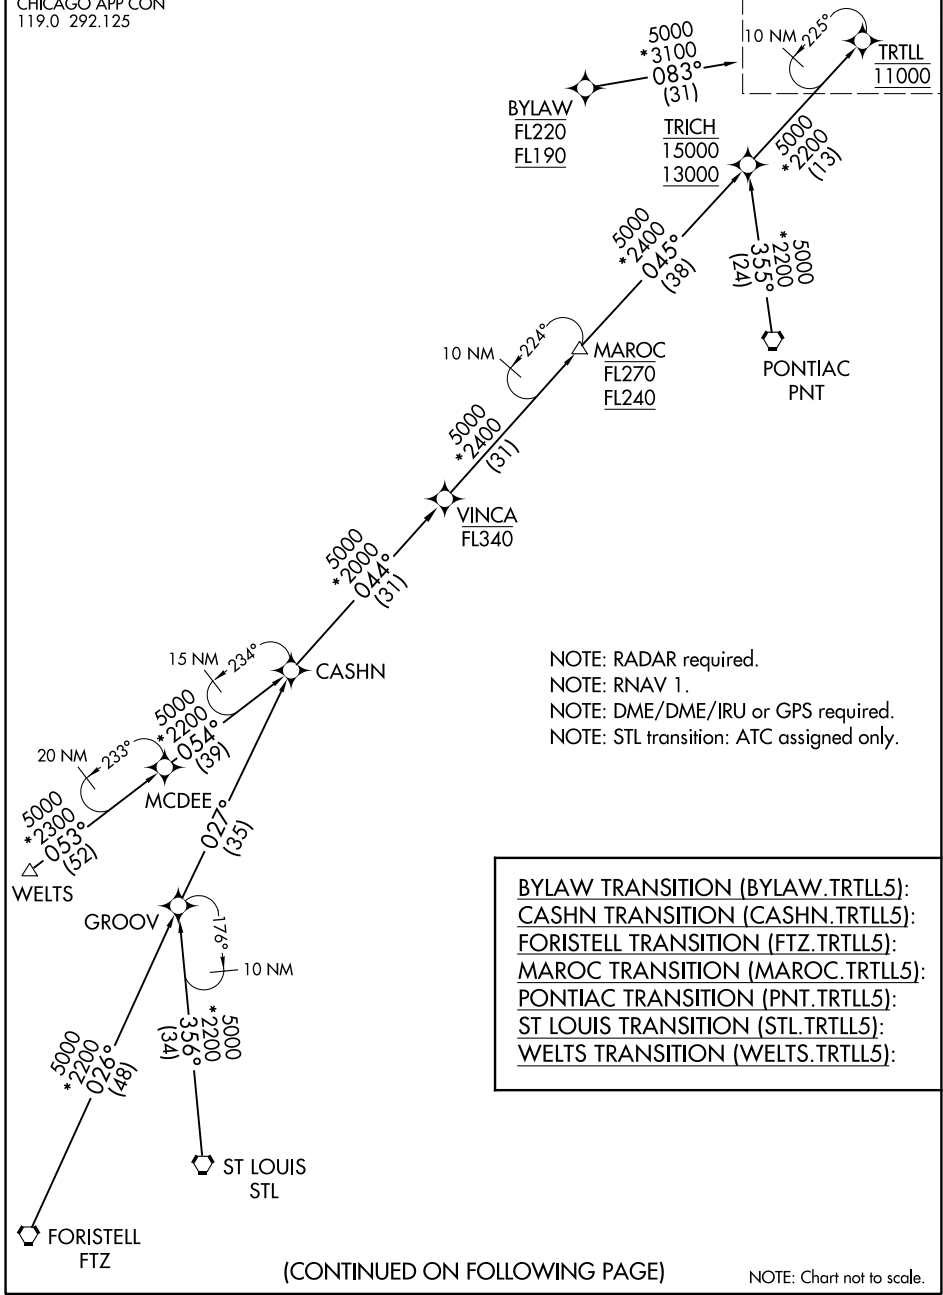 CHICAGO APP CON
119.0 292.125
5000
*3100
083°
(31)
BYLAW
FL220
FL190
10 NM
225°
TRTLL
11000
TRICH
15000
13000
5000
*2200
(13)
5000
*2400
045°
(38)
5000
*2200
355°
(24)
PONTIAC
PNT
10 NM
224°
MAROC
FL270
FL240
5000
*2400
(31)
VINCA
FL340
5000
*2000
044°
(31)
15 NM
234°
CASHN
5000
*2200
054°
(39)
20 NM
233°
MCDEE
5000
*2300
053°
(52)
WELTS
027°
(35)
GROOV
176°
10 NM
5000
*2200
026°
(48)
5000
*2200
356°
(34)
ST LOUIS
STL
FORISTELL
FTZ
NOTE: RADAR required.
NOTE: RNAV 1.
NOTE: DME/DME/IRU or GPS required.
NOTE: STL transition: ATC assigned only.
BYLAW TRANSITION (BYLAW.TRTLL5):
CASHN TRANSITION (CASHN.TRTLL5):
FORISTELL TRANSITION (FTZ.TRTLL5):
MAROC TRANSITION (MAROC.TRTLL5):
PONTIAC TRANSITION (PNT.TRTLL5):
ST LOUIS TRANSITION (STL.TRTLL5):
WELTS TRANSITION (WELTS.TRTLL5):
(CONTINUED ON FOLLOWING PAGE)
NOTE: Chart not to scale.